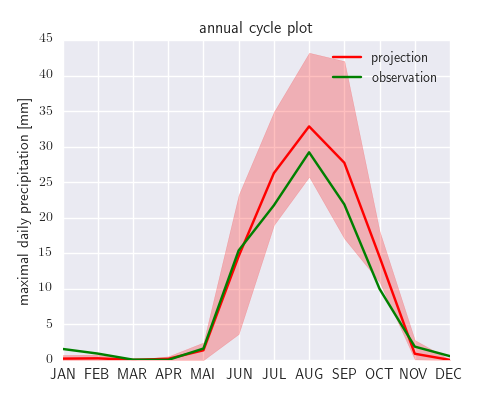 annual cycle plot
maximal daily precipitation [mm]
45
40
35
30
25
20
15
10
5
0
projection
observation
JAN FEB MAR APR MAI JUN JUL AUG SEP OCT NOV DEC